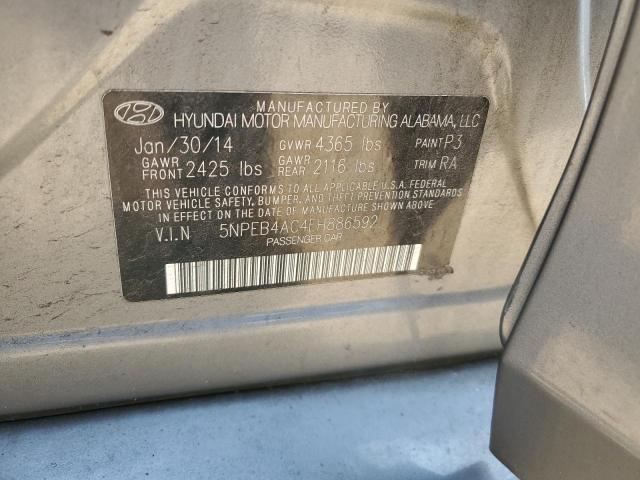 MANUFACTURED BY
HYUNDAI MOTOR MANUFACTURING ALABAMA, LLC
Jan/30/14 GVWR 4365 lbs PAINT P3
GAWR FRONT 2425 lbs GAWR REAR 2116 lbs TRIM RA
THIS VEHICLE CONFORMS TO ALL APPLICABLE U.S.A. FEDERAL
MOTOR VEHICLE SAFETY, BUMPER, AND THEFT PREVENTION STANDARDS
IN EFFECT ON THE DATE OF MANUFACTURE SHOWN ABOVE.
V.I.N 5NPEB4AC4EH886592
PASSENGER CAR